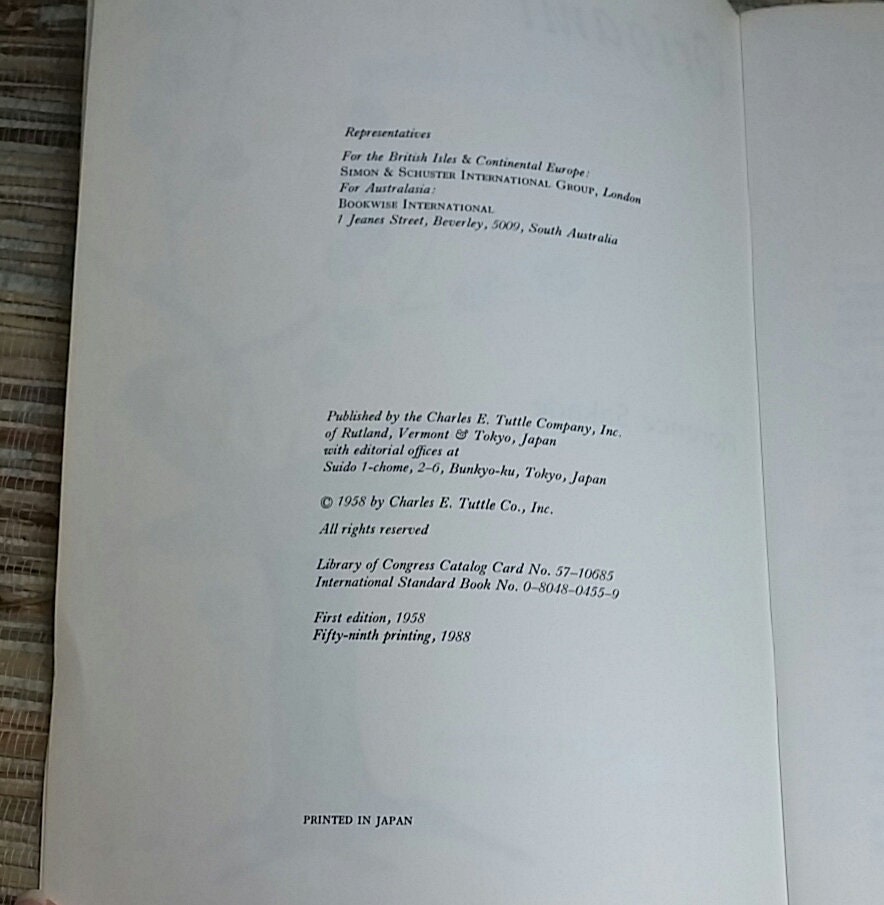 Representatives
For the British Isles & Continental Europe:
SIMON & SCHUSTER INTERNATIONAL GROUP, London
For Australasia:
BOOKWISE INTERNATIONAL
1 Jeanes Street, Beverley, 5009, South Australia
Published by the Charles E. Tuttle Company, Inc.
of Rutland, Vermont & Tokyo, Japan
with editorial offices at
Suido 1-chome, 2–6, Bunkyo-ku, Tokyo, Japan
© 1958 by Charles E. Tuttle Co., Inc.
All rights reserved
Library of Congress Catalog Card No. 57–10685
International Standard Book No. 0–8048–0455–9
First edition, 1958
Fifty-ninth printing, 1988
PRINTED IN JAPAN